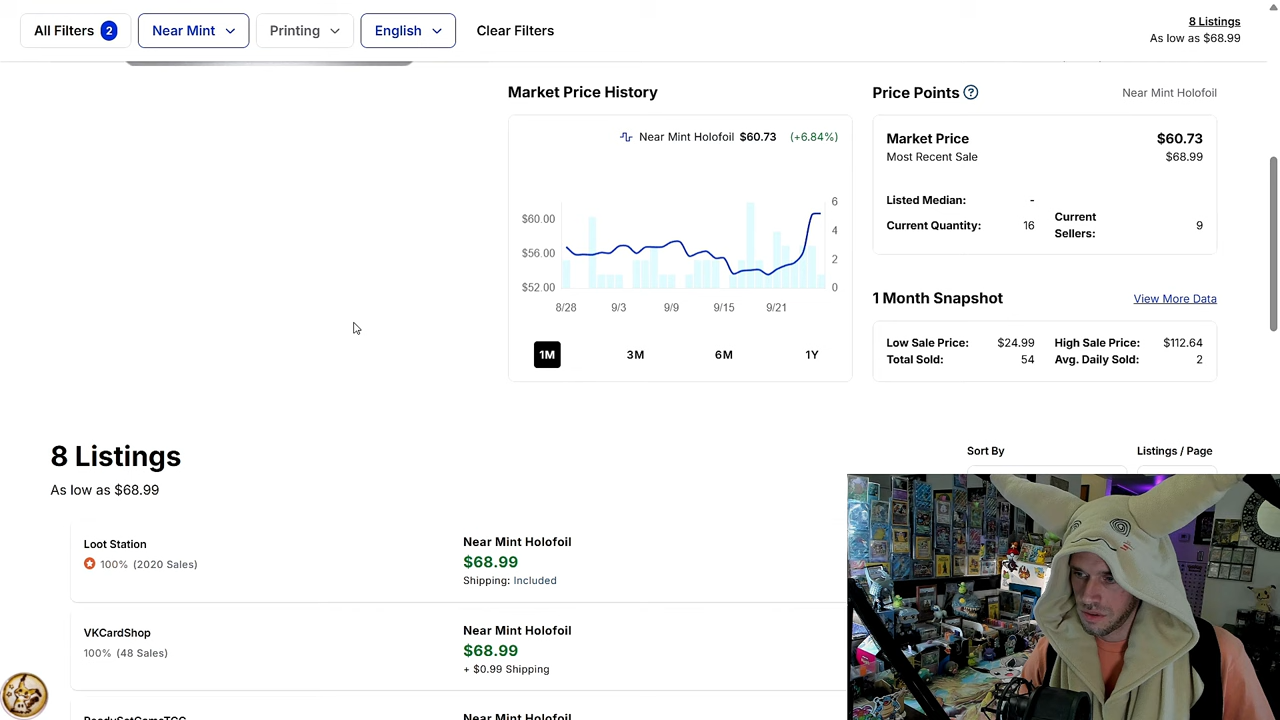 All Filters 2
Near Mint
Printing
English
Clear Filters
8 Listings
As low as $68.99
Market Price History
Near Mint Holofoil $60.73 (+6.84%)
$60.00
$56.00
$52.00
6
4
2
0
8/28
9/3
9/9
9/15
9/21
1M
3M
6M
1Y
Price Points ?
Near Mint Holofoil
Market Price $60.73
Most Recent Sale $68.99
Listed Median: -
Current Quantity: 16
Current Sellers: 9
1 Month Snapshot
View More Data
Low Sale Price: $24.99
High Sale Price: $112.64
Total Sold: 54
Avg. Daily Sold: 2
8 Listings
As low as $68.99
Sort By
Listings / Page
Loot Station
100% (2020 Sales)
Near Mint Holofoil
$68.99
Shipping: Included
VKCardShop
100% (48 Sales)
Near Mint Holofoil
$68.99
+ $0.99 Shipping
ReadySetGameTCG
Near Mint Holofoil